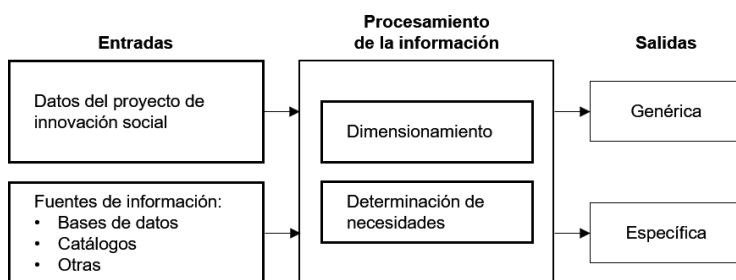 Entradas
Procesamiento
de la información
Salidas
Datos del proyecto de
innovación social
Fuentes de información:
• Bases de datos
• Catálogos
• Otras
Dimensionamiento
Determinación de
necesidades
Genérica
Específica